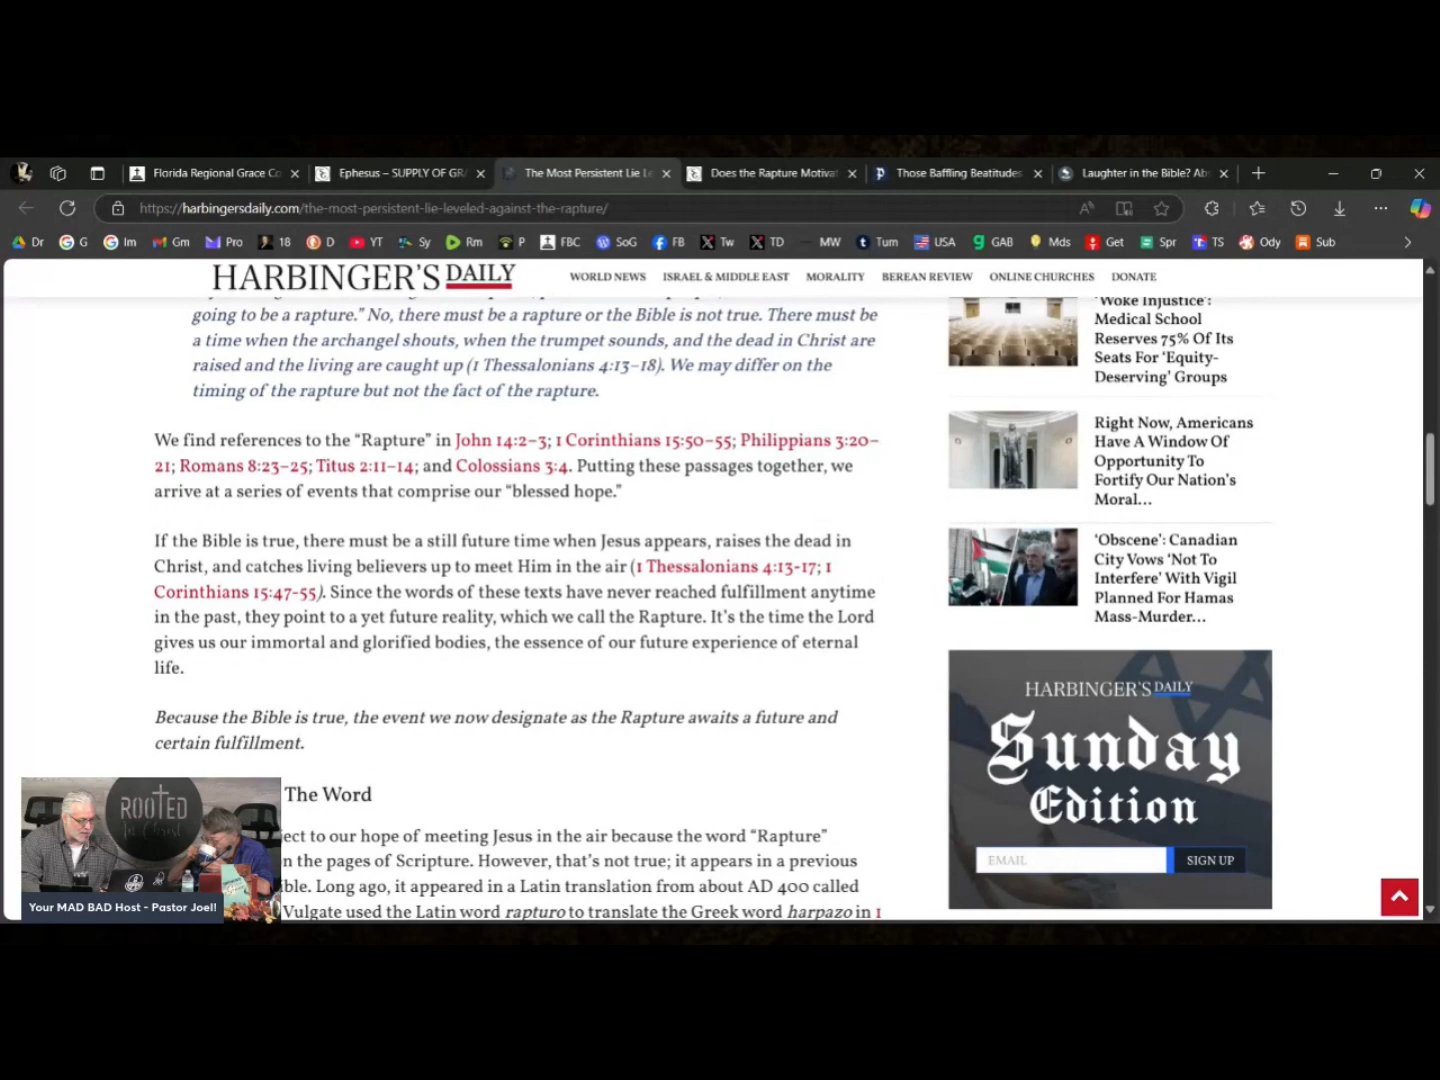 Florida Regional Grace Co
Ephesus – SUPPLY OF GRA
The Most Persistent Lie Le
Does the Rapture Motivat
Those Baffling Beatitudes
Laughter in the Bible? Ab
https://harbingersdaily.com/the-most-persistent-lie-leveled-against-the-rapture/
Dr G Im Gm Pro 18 D YT Sy Rm P FBC SoG FB Tw TD MW Tum USA GAB Mds Get Spr TS Ody Sub
HARBINGER'S DAILY
WORLD NEWS ISRAEL & MIDDLE EAST MORALITY BEREAN REVIEW ONLINE CHURCHES DONATE
going to be a rapture.” No, there must be a rapture or the Bible is not true. There must be
a time when the archangel shouts, when the trumpet sounds, and the dead in Christ are
raised and the living are caught up (1 Thessalonians 4:13–18). We may differ on the
timing of the rapture but not the fact of the rapture.
We find references to the “Rapture” in John 14:2–3; 1 Corinthians 15:50–55; Philippians 3:20–
21; Romans 8:23–25; Titus 2:11–14; and Colossians 3:4. Putting these passages together, we
arrive at a series of events that comprise our “blessed hope.”
If the Bible is true, there must be a still future time when Jesus appears, raises the dead in
Christ, and catches living believers up to meet Him in the air (1 Thessalonians 4:13-17; 1
Corinthians 15:47-55). Since the words of these texts have never reached fulfillment anytime
in the past, they point to a yet future reality, which we call the Rapture. It’s the time the Lord
gives us our immortal and glorified bodies, the essence of our future experience of eternal
life.
Because the Bible is true, the event we now designate as the Rapture awaits a future and
certain fulfillment.
The Word
ect to our hope of meeting Jesus in the air because the word “Rapture”
n the pages of Scripture. However, that’s not true; it appears in a previous
ible. Long ago, it appeared in a Latin translation from about AD 400 called
Vulgate used the Latin word rapturo to translate the Greek word harpazo in 1
‘Woke Injustice’:
Medical School
Reserves 75% Of Its
Seats For ‘Equity-
Deserving’ Groups
Right Now, Americans
Have A Window Of
Opportunity To
Fortify Our Nation’s
Moral…
‘Obscene’: Canadian
City Vows ‘Not To
Interfere’ With Vigil
Planned For Hamas
Mass-Murder…
HARBINGER'S DAILY
Sunday
Edition
EMAIL
SIGN UP
ROOTED
In Christ
Your MAD BAD Host - Pastor Joel!